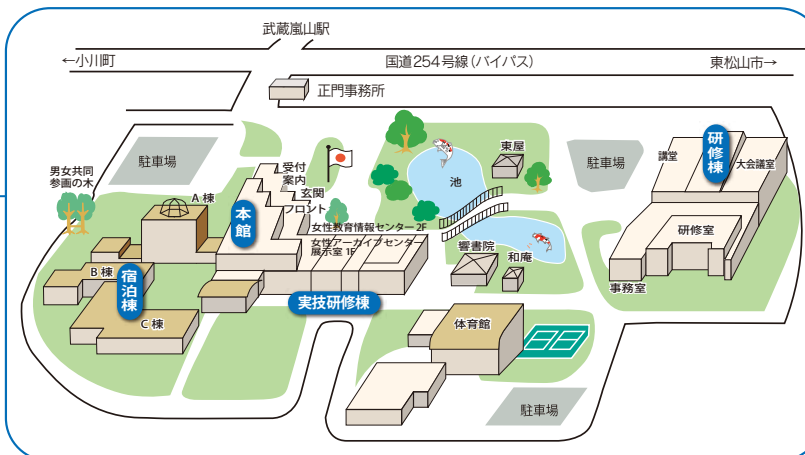 武蔵嵐山駅
←小川町
国道254号線（バイパス）
東松山市→
正門事務所
駐車場
受付
案内
玄関
フロント
東屋
池
駐車場
講堂
研修棟
大会議室
男女共同
参画の木
A棟
本館
女性教育情報センター 2F
女性アーカイブセンター
展示室 1F
響書院
和庵
研修室
事務室
B棟
宿泊棟
C棟
実技研修棟
体育館
駐車場